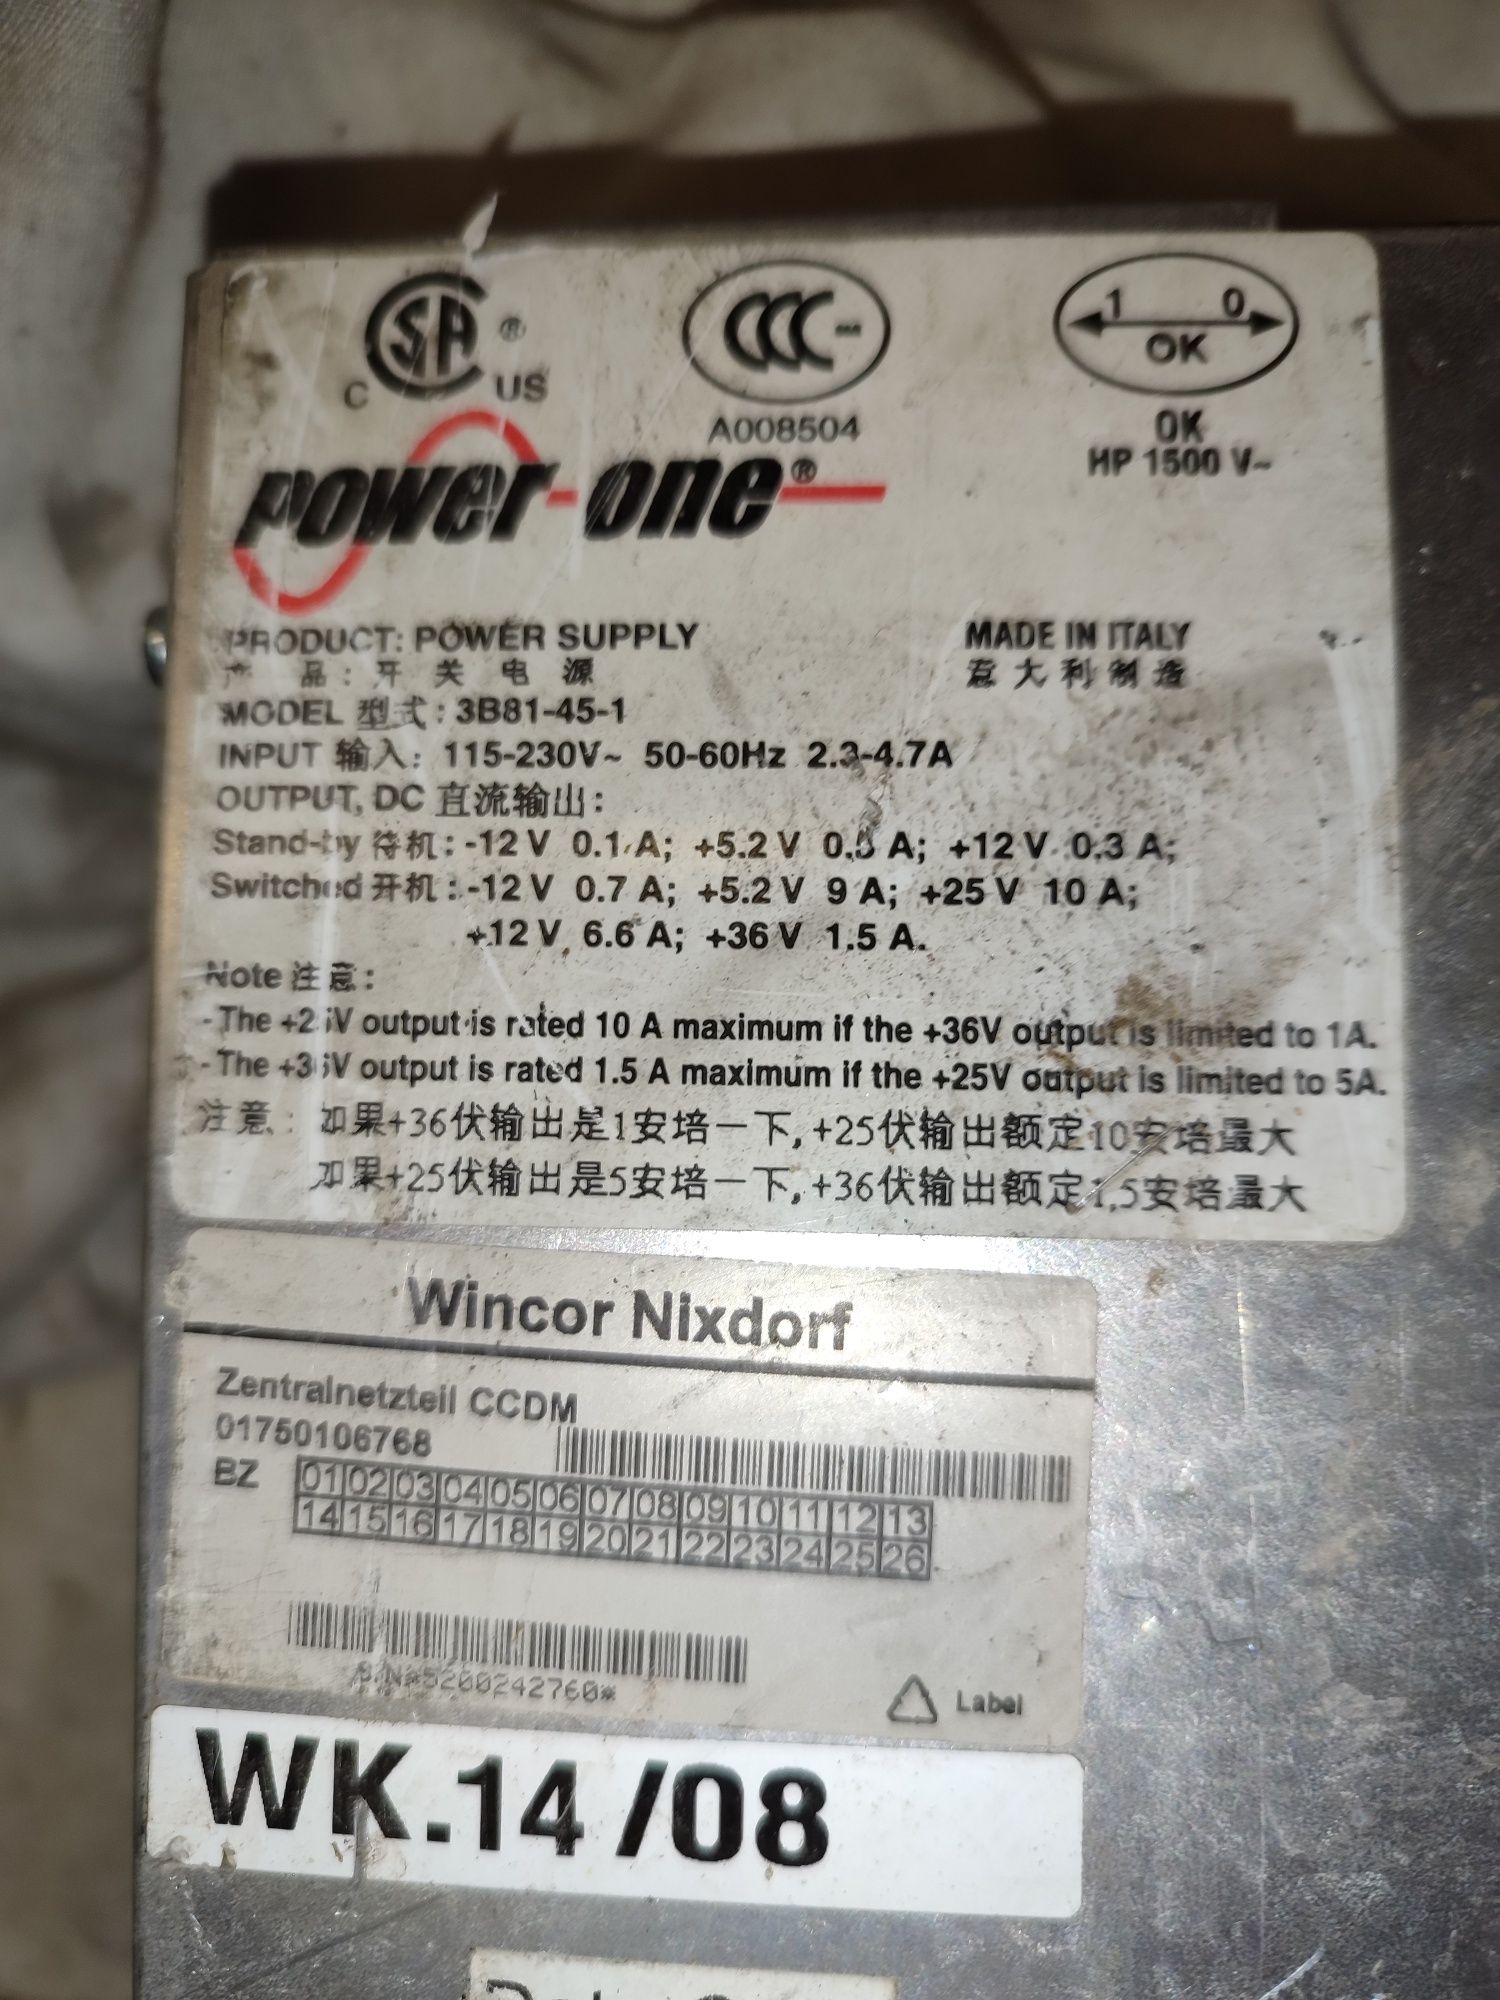 C SA ® US
CCC
1 0
OK
A008504
OK
HP 1500 V~
power-one®
PRODUCT: POWER SUPPLY
MADE IN ITALY
产 品: 开 关 电 源
意大利制造
MODEL 型式: 3B81-45-1
INPUT 输入: 115-230V~ 50-60Hz 2.3-4.7A
OUTPUT, DC 直流输出:
Stand-by 待机: -12 V 0.1 A; +5.2 V 0.5 A; +12 V 0.3 A;
Switched 开机: -12 V 0.7 A; +5.2 V 9 A; +25 V 10 A;
+12 V 6.6 A; +36 V 1.5 A.
Note 注意:
- The +25V output is rated 10 A maximum if the +36V output is limited to 1A.
- The +36V output is rated 1.5 A maximum if the +25V output is limited to 5A.
注意: 如果+36伏输出是1安培一下, +25伏输出额定10安培最大
如果+25伏输出是5安培一下, +36伏输出额定1.5安培最大
Wincor Nixdorf
Zentralnetzteil CCDM
01750106768
BZ 01 02 03 04 05 06 07 08 09 10 11 12 13
14 15 16 17 18 19 20 21 22 23 24 25 26
S/N*5200242760*
Label
WK.14 /08